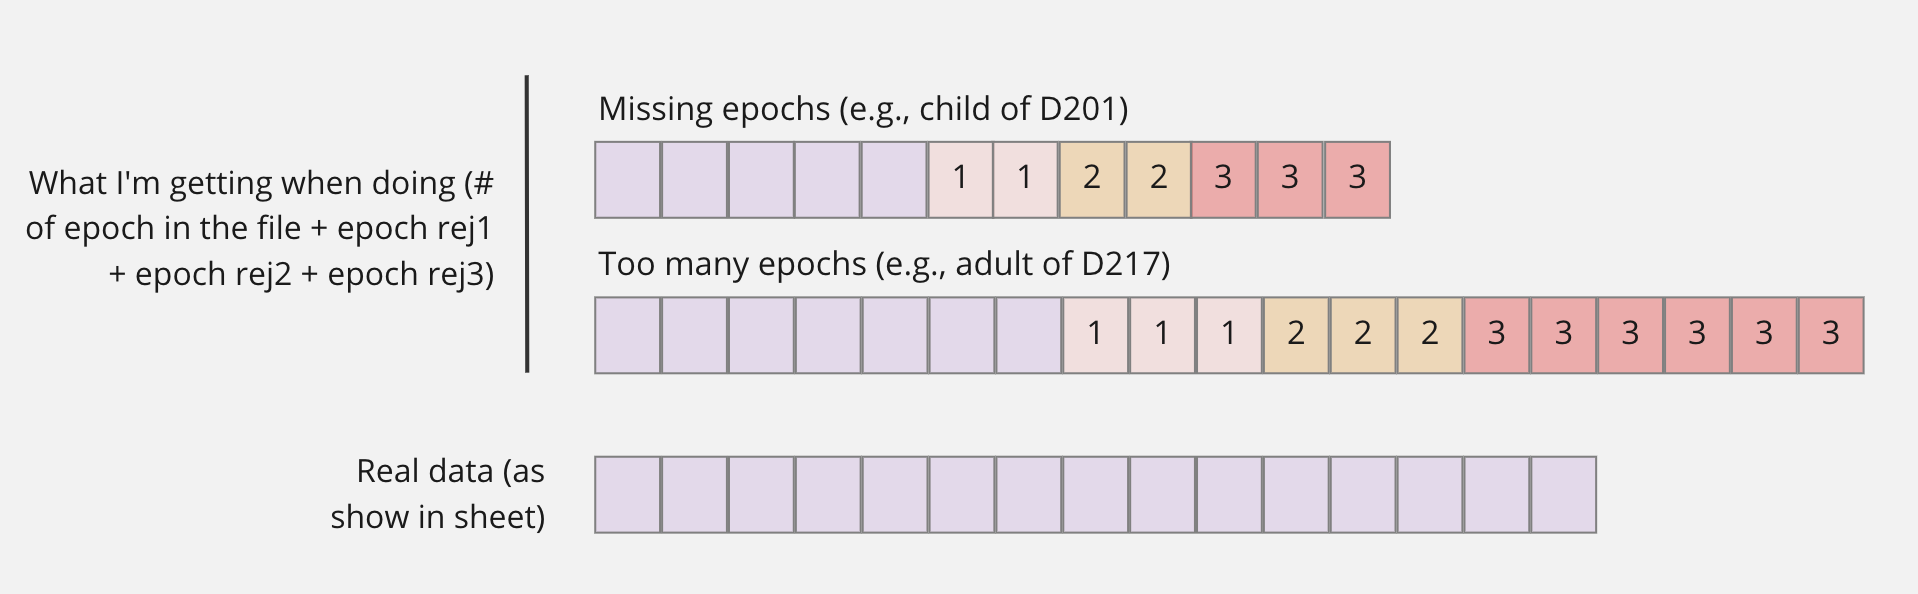 Missing epochs (e.g., child of D201)
1 1 2 2 3 3 3
What I'm getting when doing (#
of epoch in the file + epoch rej1
+ epoch rej2 + epoch rej3)
Too many epochs (e.g., adult of D217)
1 1 1 2 2 2 3 3 3 3 3 3
Real data (as
show in sheet)